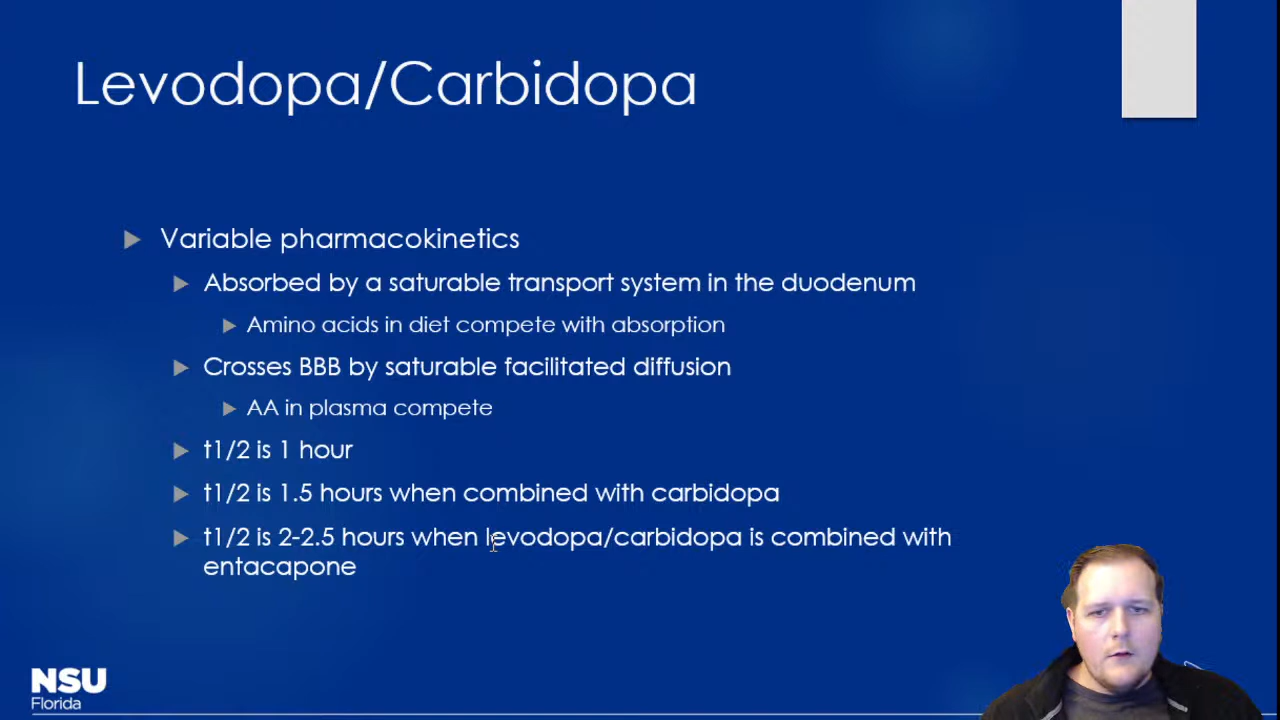 Levodopa/Carbidopa
Variable pharmacokinetics
Absorbed by a saturable transport system in the duodenum
Amino acids in diet compete with absorption
Crosses BBB by saturable facilitated diffusion
AA in plasma compete
t1/2 is 1 hour
t1/2 is 1.5 hours when combined with carbidopa
t1/2 is 2-2.5 hours when levodopa/carbidopa is combined with
entacapone
NSU
Florida